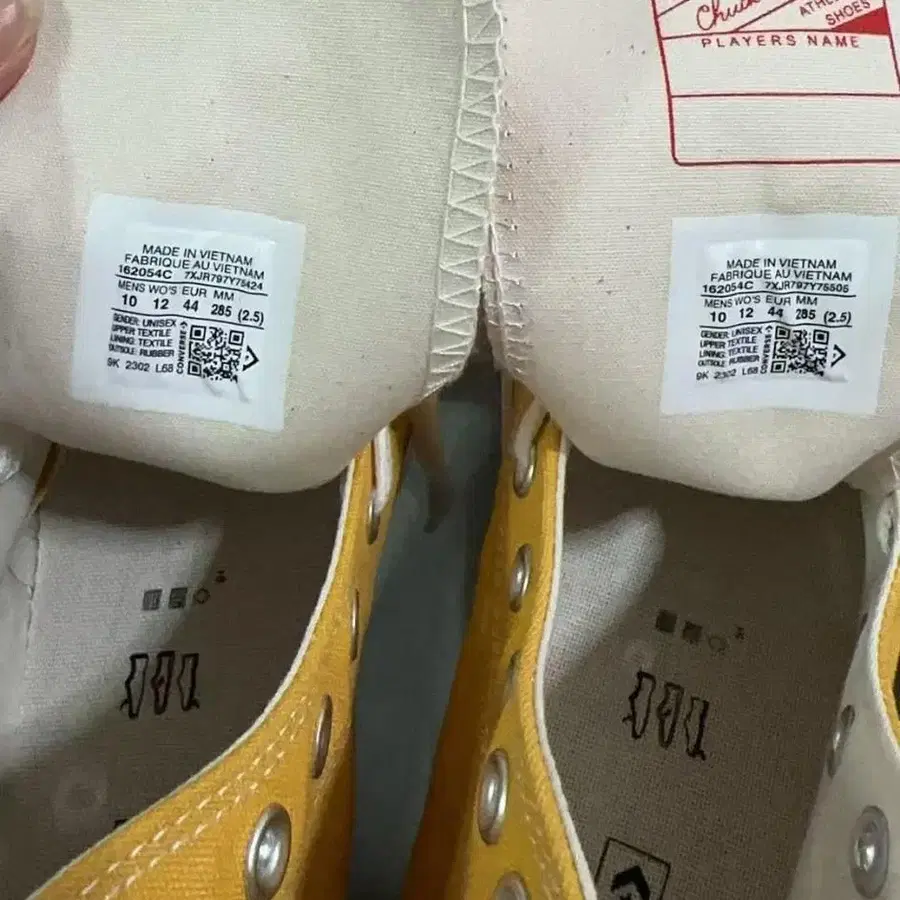 MADE IN VIETNAM
FABRIQUE AU VIETNAM
162054C 7XJR797Y75424
MENS WO'S EUR MM
10 12 44 285 (2.5)
GENDER: UNISEX
UPPER: TEXTILE
LINING: TEXTILE
OUTSOLE: RUBBER
CONVERSE
9K 2302 L68
Chuck
SHOES
PLAYERS NAME
MADE IN VIETNAM
FABRIQUE AU VIETNAM
162054C 7XJR797Y75505
MENS WO'S EUR MM
10 12 44 285 (2.5)
GENDER: UNISEX
UPPER: TEXTILE
LINING: TEXTILE
OUTSOLE: RUBBER
CONVERSE
9K 2302 L68